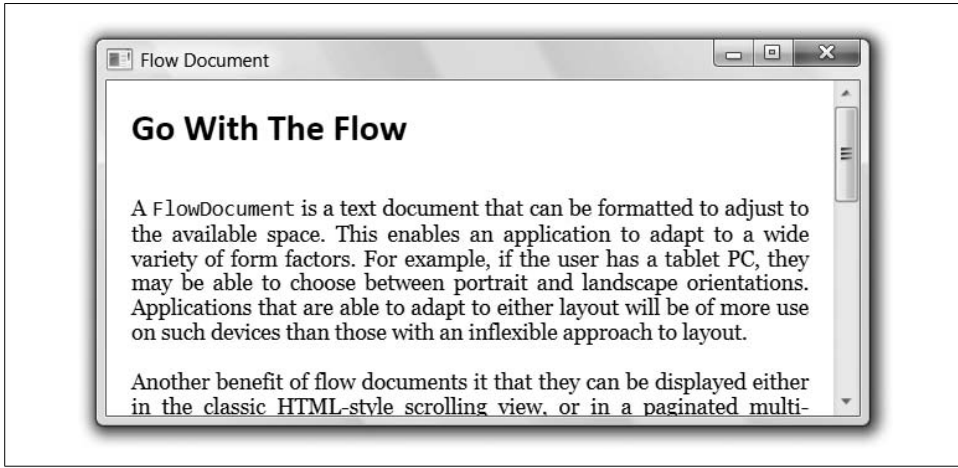 Flow Document
Go With The Flow
A FlowDocument is a text document that can be formatted to adjust to
the available space. This enables an application to adapt to a wide
variety of form factors. For example, if the user has a tablet PC, they
may be able to choose between portrait and landscape orientations.
Applications that are able to adapt to either layout will be of more use
on such devices than those with an inflexible approach to layout.
Another benefit of flow documents it that they can be displayed either
in the classic HTML-style scrolling view, or in a paginated multi-